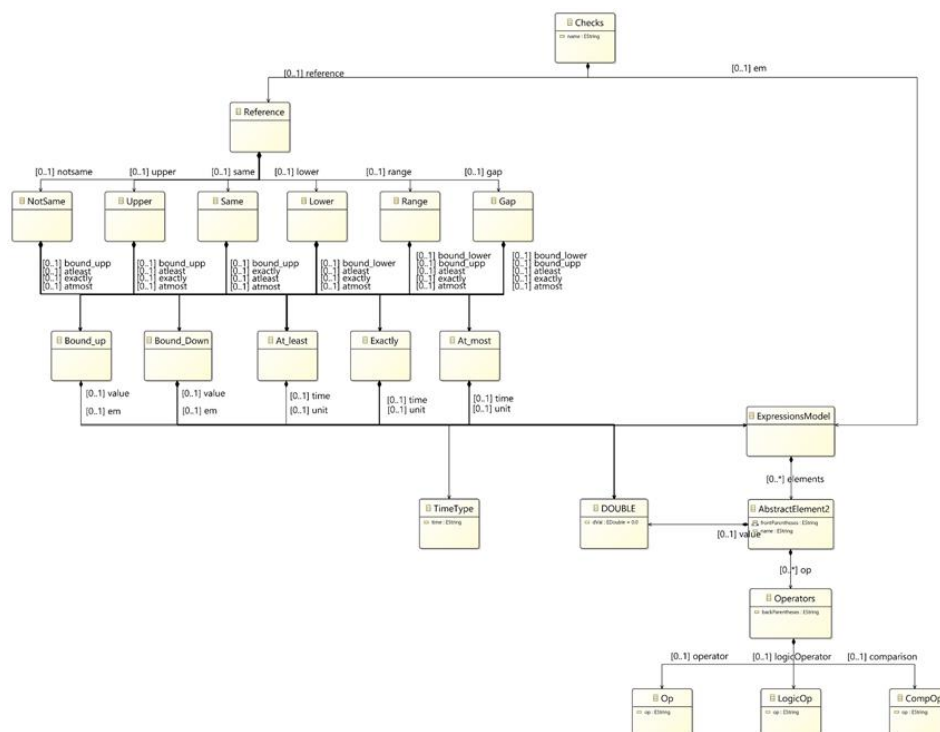 Checks
name : EString
[0..1] reference
[0..1] em
Reference
[0..1] notsame
[0..1] upper
[0..1] same
[0..1] lower
[0..1] range
[0..1] gap
NotSame
Upper
Same
Lower
Range
Gap
[0..1] bound_upp
[0..1] atleast
[0..1] exactly
[0..1] atmost
[0..1] bound_upp
[0..1] atleast
[0..1] exactly
[0..1] atmost
[0..1] bound_upp
[0..1] exactly
[0..1] atleast
[0..1] atmost
[0..1] bound_lower
[0..1] atleast
[0..1] exactly
[0..1] atmost
[0..1] bound_lower
[0..1] bound_upp
[0..1] atleast
[0..1] exactly
[0..1] atmost
[0..1] bound_lower
[0..1] bound_upp
[0..1] atleast
[0..1] exactly
[0..1] atmost
Bound_up
Bound_Down
At_least
Exactly
At_most
[0..1] value
[0..1] em
[0..1] value
[0..1] em
[0..1] time
[0..1] unit
[0..1] time
[0..1] unit
[0..1] time
[0..1] unit
ExpressionsModel
[0..*] elements
TimeType
time : EString
DOUBLE
dVal : EDouble = 0.0
AbstractElement2
frontParentheses : EString
name : EString
[0..1] value
[0..*] op
Operators
backParentheses : EString
[0..1] operator
[0..1] logicOperator
[0..1] comparison
Op
op : EString
LogicOp
op : EString
CompOp
op : EString